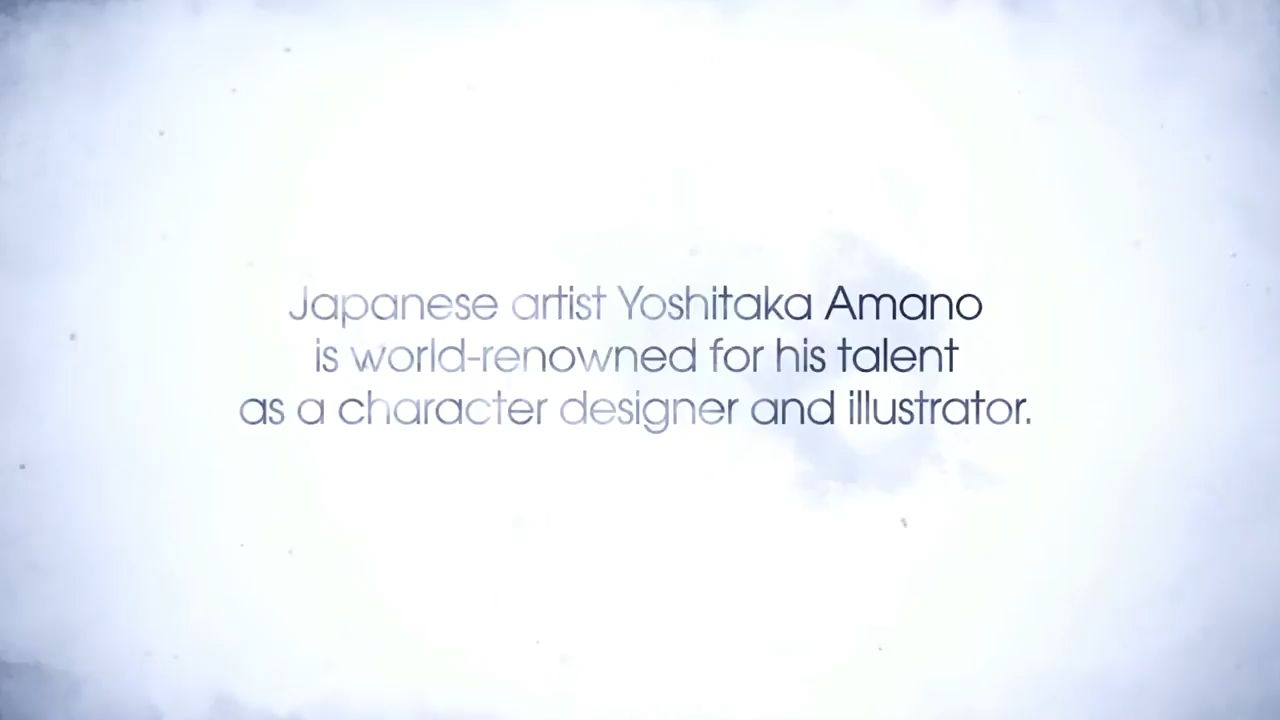 Japanese artist Yoshitaka Amano
is world-renowned for his talent
as a character designer and illustrator.